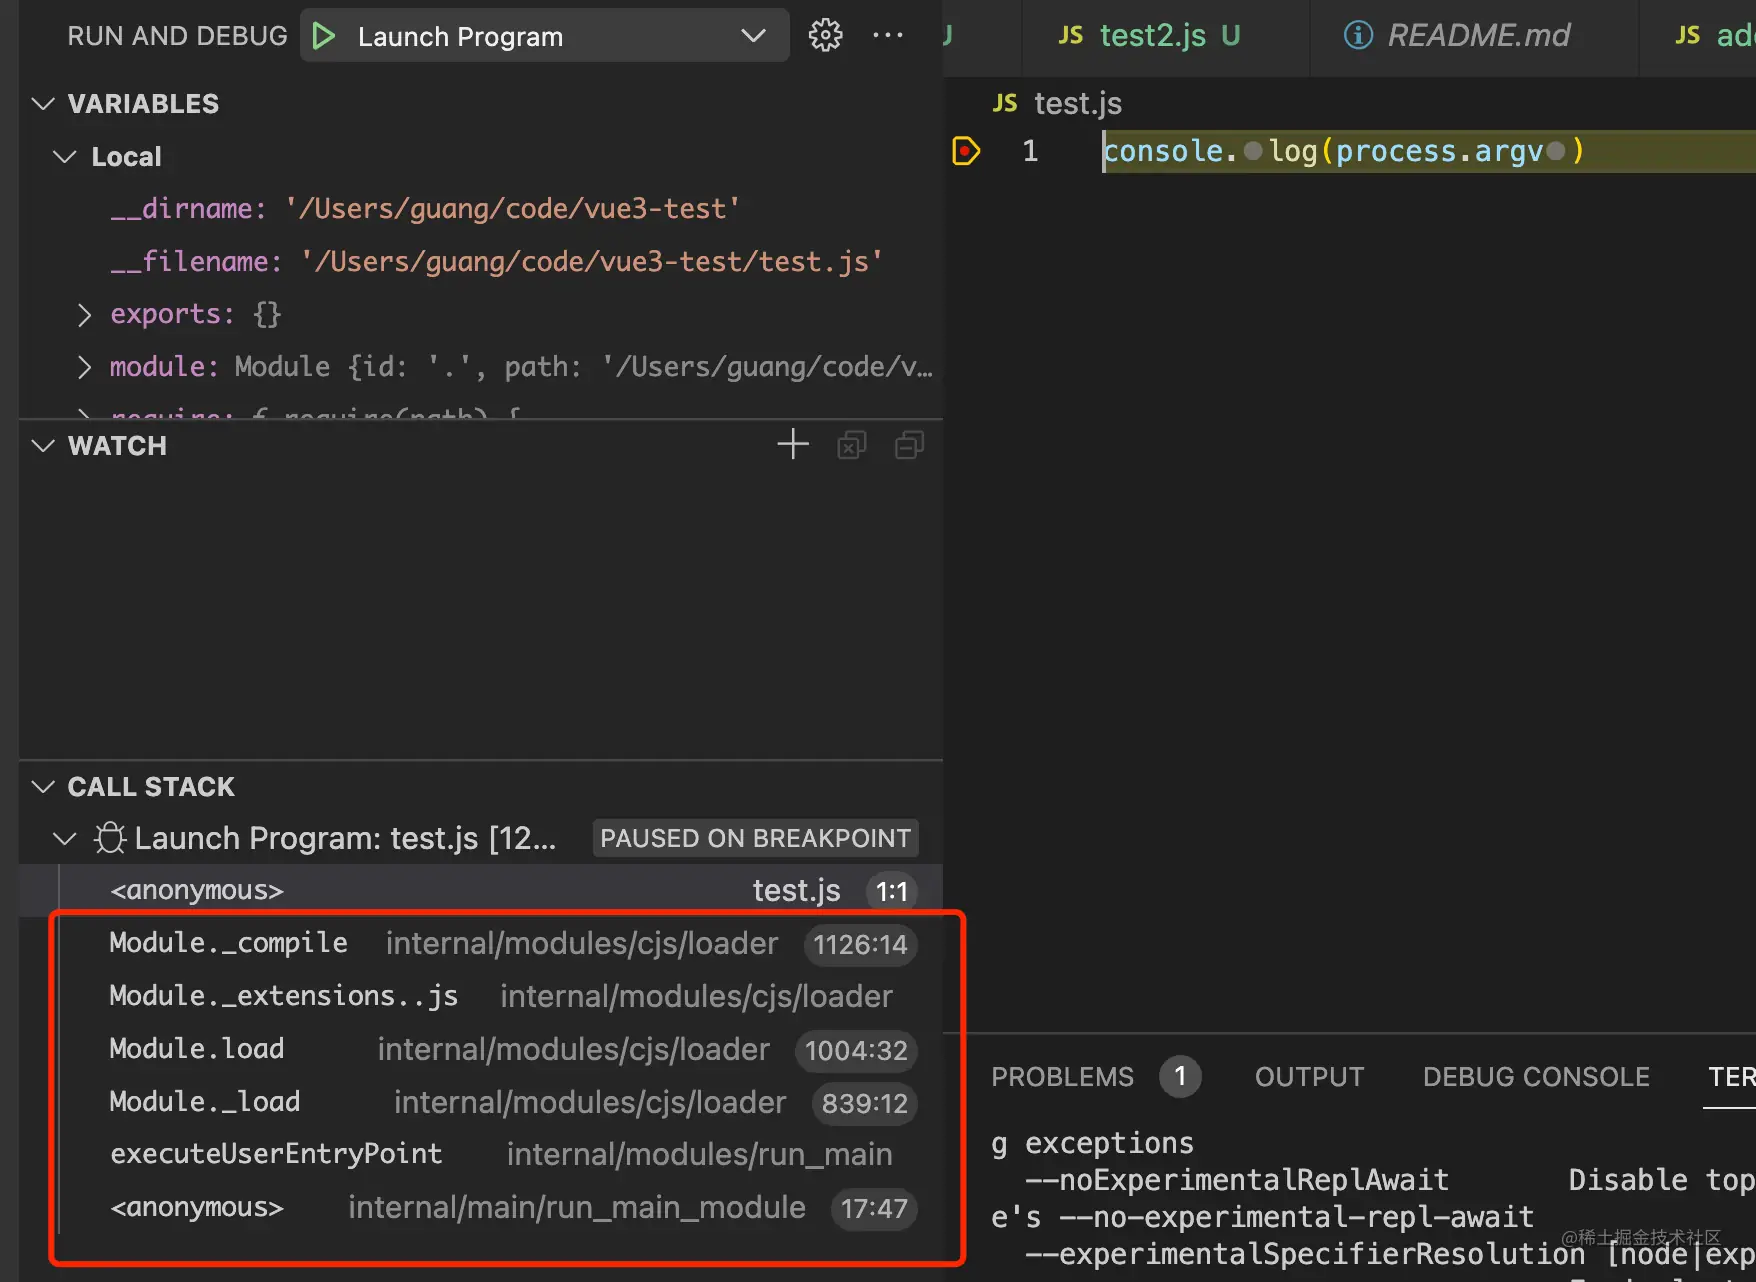 RUN AND DEBUG Launch Program
VARIABLES
Local
__dirname: '/Users/guang/code/vue3-test'
__filename: '/Users/guang/code/vue3-test/test.js'
exports: {}
module: Module {id: '.', path: '/Users/guang/code/v…
require: f require(path) {
WATCH
CALL STACK
Launch Program: test.js [12... PAUSED ON BREAKPOINT
<anonymous> test.js 1:1
Module._compile internal/modules/cjs/loader 1126:14
Module._extensions..js internal/modules/cjs/loader
Module.load internal/modules/cjs/loader 1004:32
Module._load internal/modules/cjs/loader 839:12
executeUserEntryPoint internal/modules/run_main
<anonymous> internal/main/run_main_module 17:47
U JS test2.js U README.md JS ad
JS test.js
1 console.log(process.argv)
PROBLEMS 1 OUTPUT DEBUG CONSOLE TER
g exceptions
--noExperimentalReplAwait Disable top
e's --no-experimental-repl-await
--experimentalSpecifierResolution [node|exp
@稀土掘金技术社区